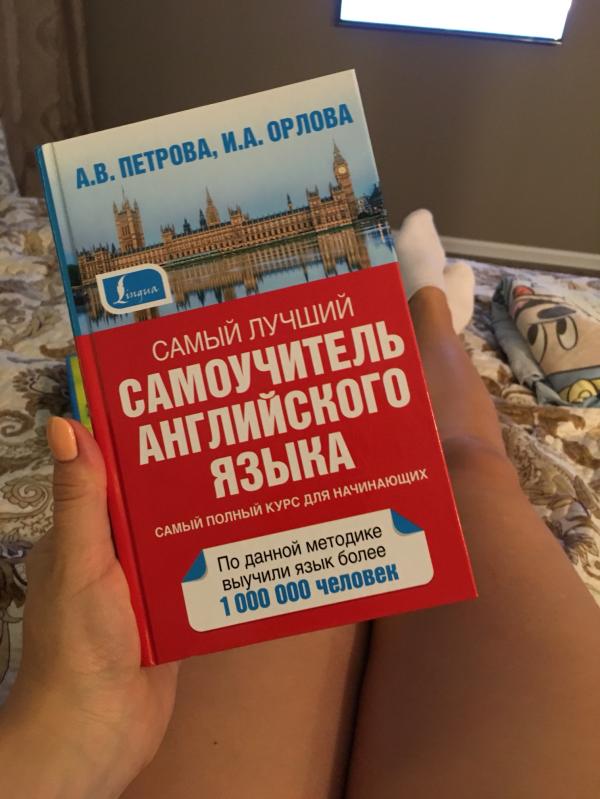 А.В. ПЕТРОВА, И.А. ОРЛОВА
Lingua
САМЫЙ ЛУЧШИЙ
САМОУЧИТЕЛЬ
АНГЛИЙСКОГО
ЯЗЫКА
САМЫЙ ПОЛНЫЙ КУРС ДЛЯ НАЧИНАЮЩИХ
По данной методике
выучили язык более
1 000 000 человек